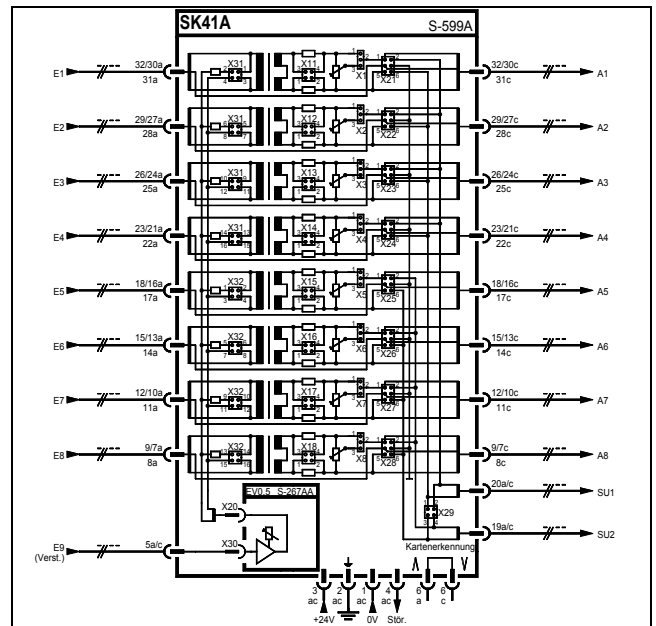 SK41A
S-599A
E1 32/30a 31a X31 X11 X1 X21 32/30c 31c A1
E2 29/27a 28a X31 X12 X2 X22 29/27c 28c A2
E3 26/24a 25a X31 X13 X3 X23 26/24c 25c A3
E4 23/21a 22a X31 X14 X4 X24 23/21c 22c A4
E5 18/16a 17a X32 X15 X5 X25 18/16c 17c A5
E6 15/13a 14a X32 X16 X6 X26 15/13c 14c A6
E7 12/10a 11a X32 X17 X7 X27 12/10c 11c A7
E8 9/7a 8a X32 X18 X8 X28 9/7c 8c A8
20a/c SU1
EV0.5 S-267AA
X20
X29
19a/c SU2
E9 (Verst.) 5a/c X30
Kartenerkennung
3 2 1 4 6 6
ac ac ac ac a c
+24V 0V Stör.